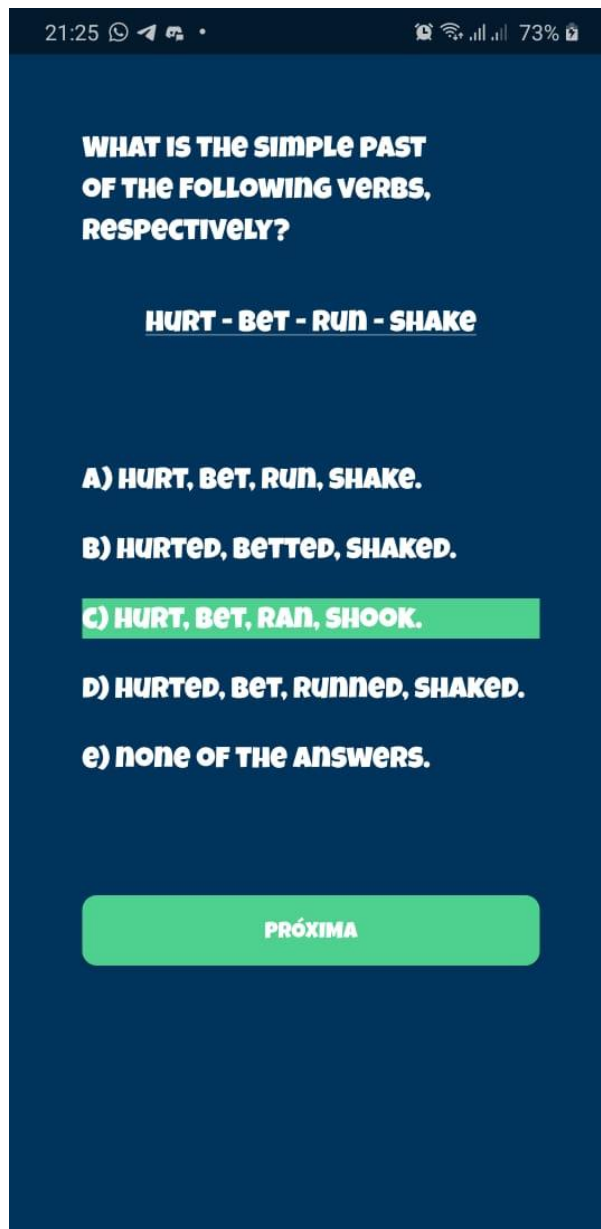 21:25
73%
WHAT IS THE SIMPLE PAST
OF THE FOLLOWING VERBS,
RESPECTIVELY?
HURT - BET - RUN - SHAKE
A) HURT, BET, RUN, SHAKE.
B) HURTED, BETTED, SHAKED.
C) HURT, BET, RAN, SHOOK.
D) HURTED, BET, RUNNED, SHAKED.
E) NONE OF THE ANSWERS.
PRÓXIMA